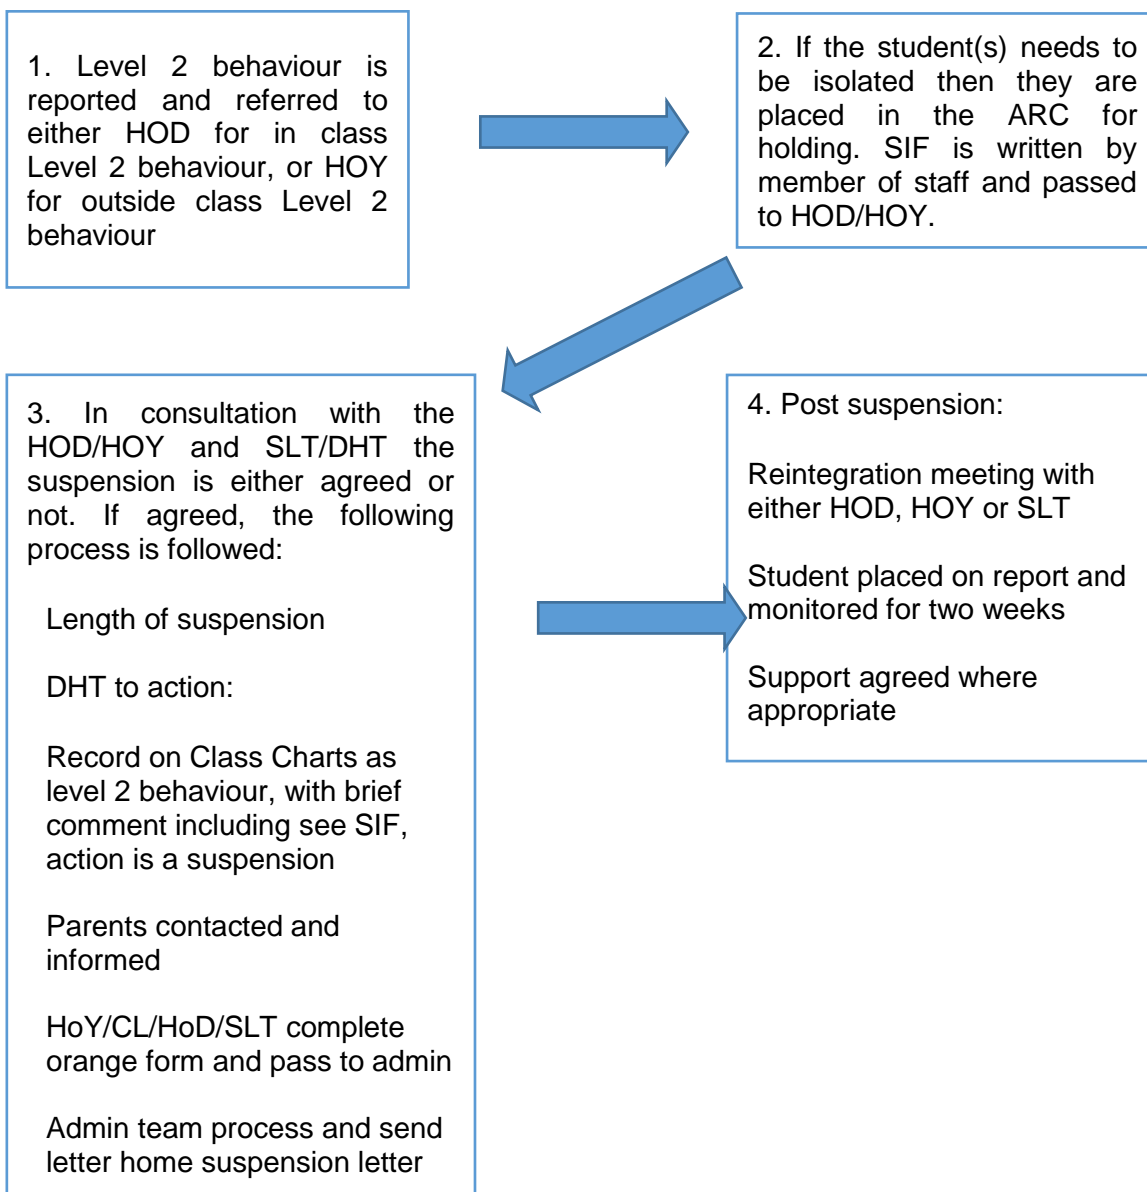 1. Level 2 behaviour is
reported and referred to
either HOD for in class
Level 2 behaviour, or HOY
for outside class Level 2
behaviour
2. If the student(s) needs to
be isolated then they are
placed in the ARC for
holding. SIF is written by
member of staff and passed
to HOD/HOY.
3. In consultation with the
HOD/HOY and SLT/DHT the
suspension is either agreed or
not. If agreed, the following
process is followed:
Length of suspension
DHT to action:
Record on Class Charts as
level 2 behaviour, with brief
comment including see SIF,
action is a suspension
Parents contacted and
informed
HoY/CL/HoD/SLT complete
orange form and pass to admin
Admin team process and send
letter home suspension letter
4. Post suspension:
Reintegration meeting with
either HOD, HOY or SLT
Student placed on report and
monitored for two weeks
Support agreed where
appropriate